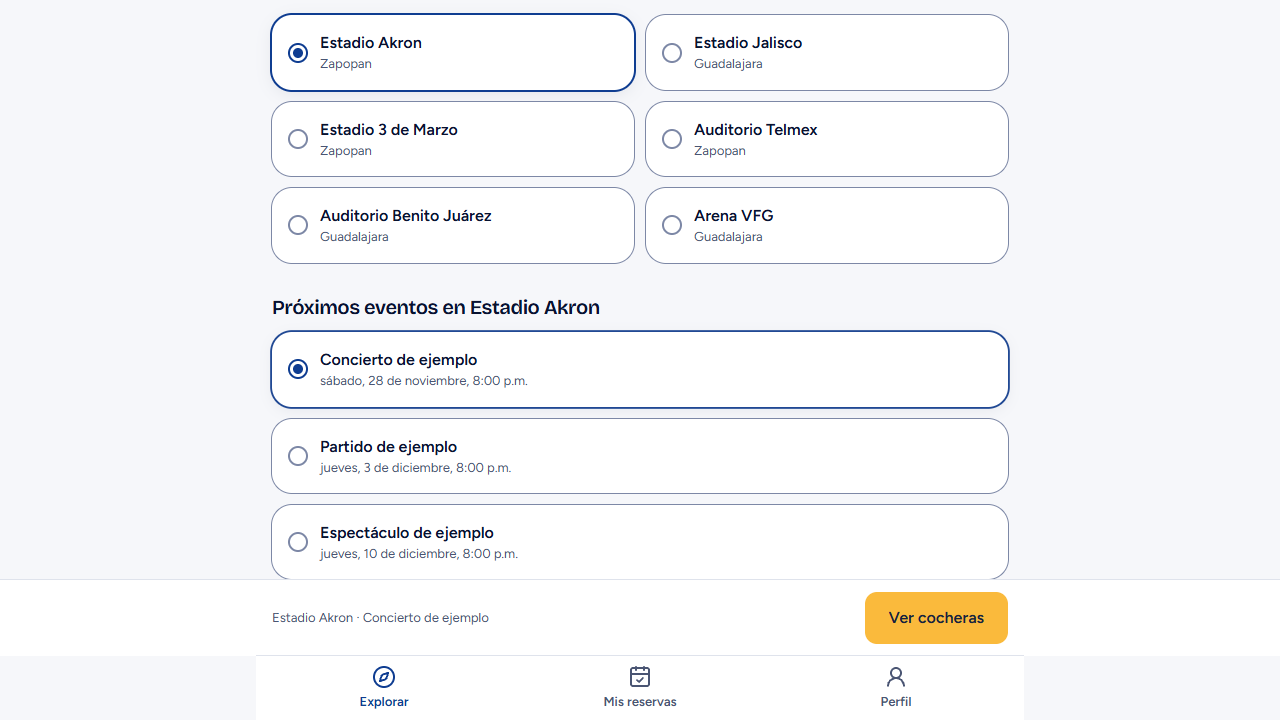 Estadio Akron
Zapopan
Estadio Jalisco
Guadalajara
Estadio 3 de Marzo
Zapopan
Auditorio Telmex
Zapopan
Auditorio Benito Juárez
Guadalajara
Arena VFG
Guadalajara
Próximos eventos en Estadio Akron
Concierto de ejemplo
sábado, 28 de noviembre, 8:00 p.m.
Partido de ejemplo
jueves, 3 de diciembre, 8:00 p.m.
Espectáculo de ejemplo
jueves, 10 de diciembre, 8:00 p.m.
Estadio Akron · Concierto de ejemplo
Ver cocheras
Explorar
Mis reservas
Perfil